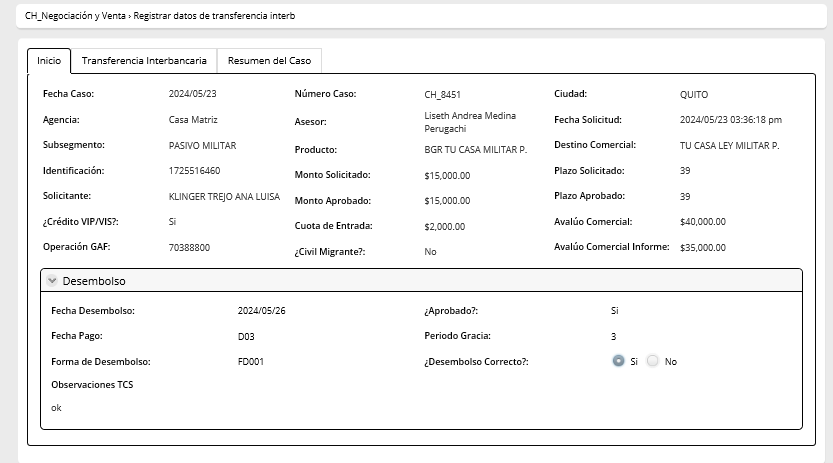 CH_Negociación y Venta › Registrar datos de transferencia interb
Inicio Transferencia Interbancaria Resumen del Caso
Fecha Caso: 2024/05/23 Número Caso: CH_8451 Ciudad: QUITO
Agencia: Casa Matriz Asesor: Liseth Andrea Medina Perugachi Fecha Solicitud: 2024/05/23 03:36:18 pm
Subsegmento: PASIVO MILITAR Producto: BGR TU CASA MILITAR P. Destino Comercial: TU CASA LEY MILITAR P.
Identificación: 1725516460 Monto Solicitado: $15,000.00 Plazo Solicitado: 39
Solicitante: KLINGER TREJO ANA LUISA Monto Aprobado: $15,000.00 Plazo Aprobado: 39
¿Crédito VIP/VIS?: Si Cuota de Entrada: $2,000.00 Avalúo Comercial: $40,000.00
Operación GAF: 70388800 ¿Civil Migrante?: No Avalúo Comercial Informe: $35,000.00
Desembolso
Fecha Desembolso: 2024/05/26 ¿Aprobado?: Si
Fecha Pago: D03 Periodo Gracia: 3
Forma de Desembolso: FD001 ¿Desembolso Correcto?: Si No
Observaciones TCS
ok